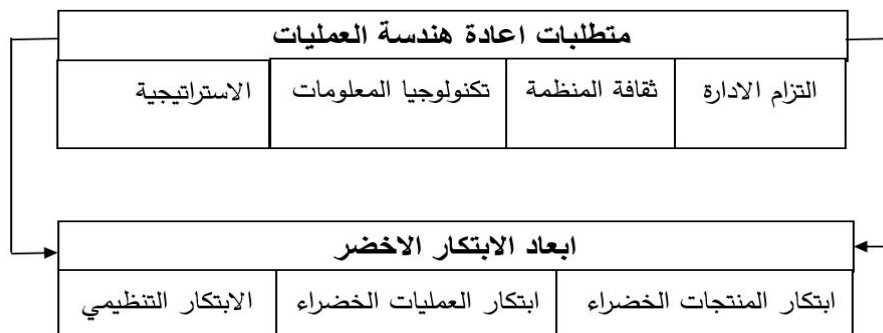 متطلبات اعادة هندسة العمليات
التزام الادارة ثقافة المنظمة تكنولوجيا المعلومات الاستراتيجية
ابعاد الابتكار الاخضر
ابتكار المنتجات الخضراء ابتكار العمليات الخضراء الابتكار التنظيمي